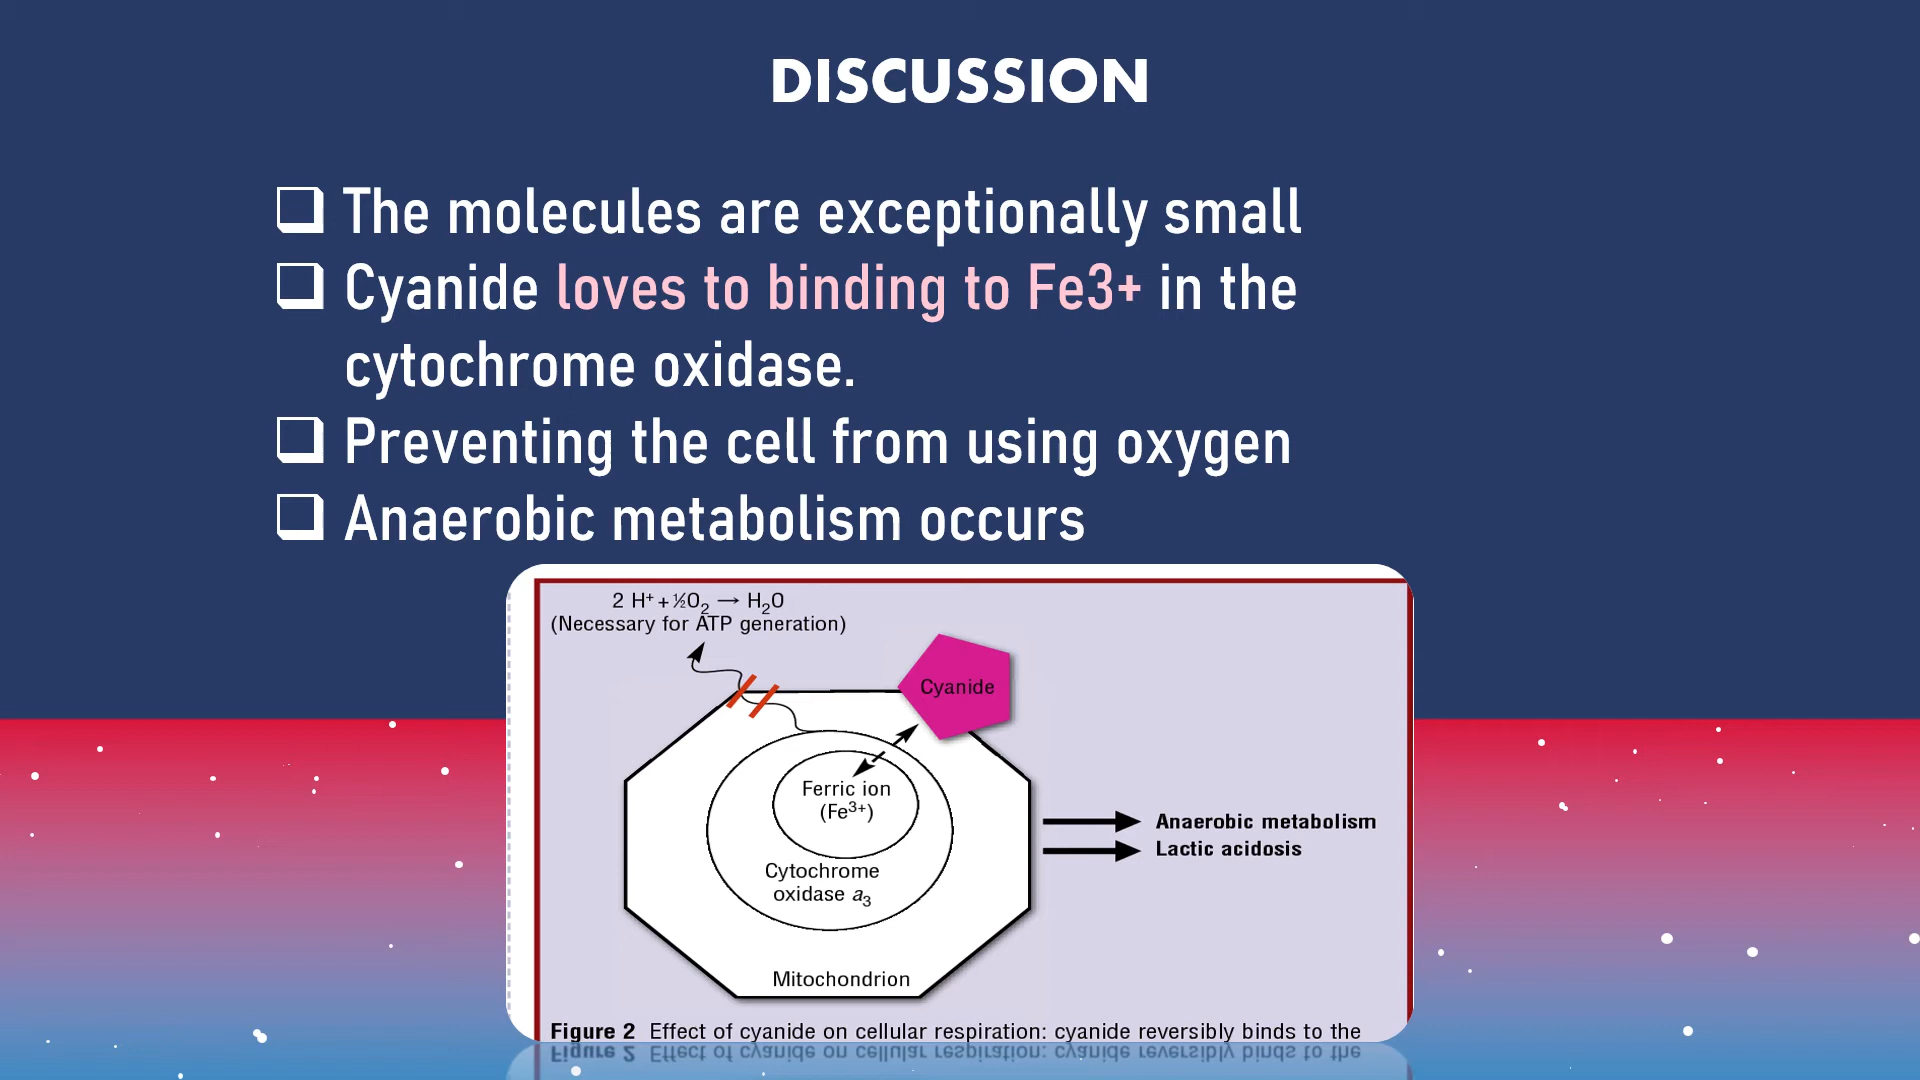 DISCUSSION
❑ The molecules are exceptionally small
❑ Cyanide loves to binding to Fe3+ in the
cytochrome oxidase.
❑ Preventing the cell from using oxygen
❑ Anaerobic metabolism occurs
2 H⁺ + ½O₂ → H₂O
(Necessary for ATP generation)
Cyanide
Ferric ion
(Fe³⁺)
Cytochrome
oxidase a₃
Mitochondrion
Anaerobic metabolism
Lactic acidosis
Figure 2 Effect of cyanide on cellular respiration: cyanide reversibly binds to the